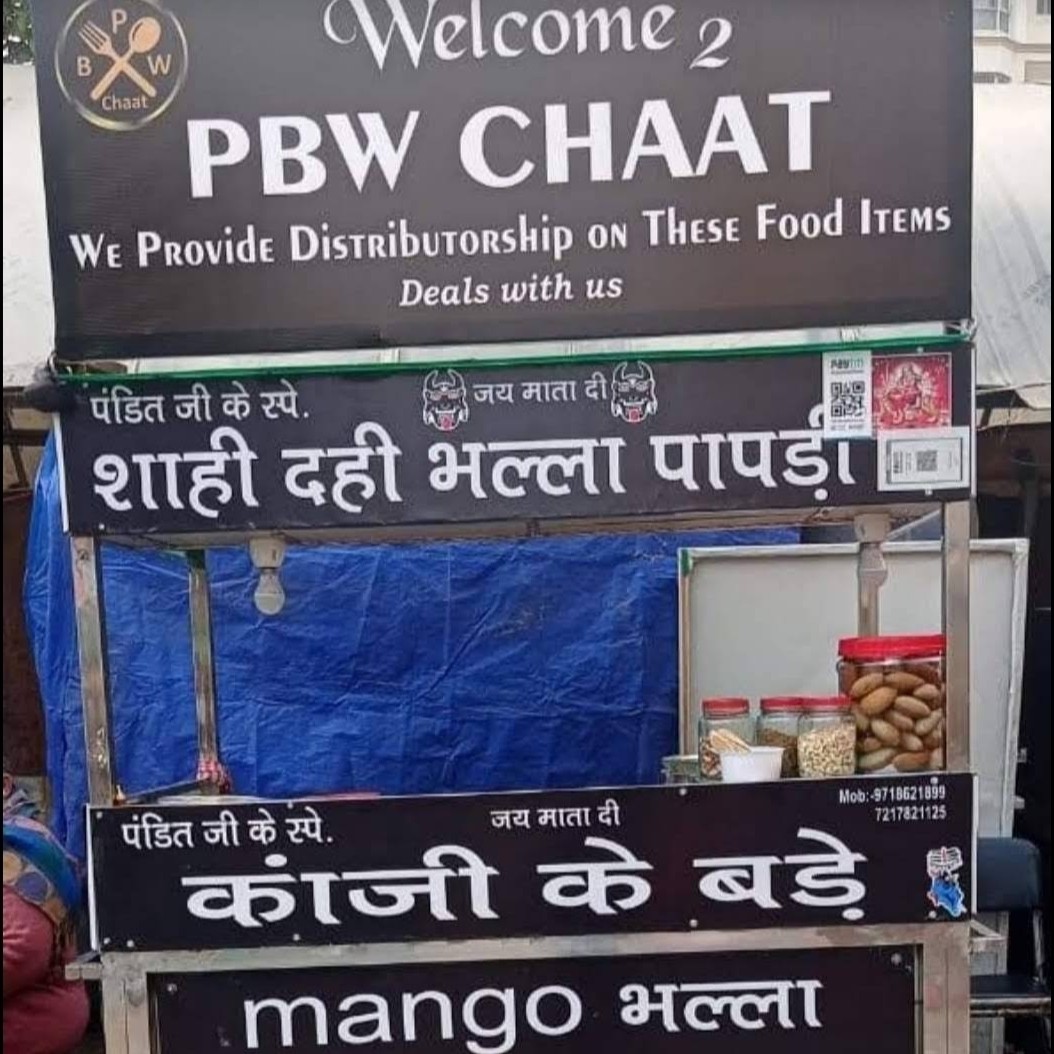 P
B W
Chaat
Welcome 2
PBW CHAAT
We Provide Distributorship on These Food Items
Deals with us
पंडित जी के स्पे.
जय माता दी
paytm
शाही दही भल्ला पापड़ी
पंडित जी के स्पे.
जय माता दी
Mob:-9718621899
7217821125
कांजी के बड़े
mango भल्ला